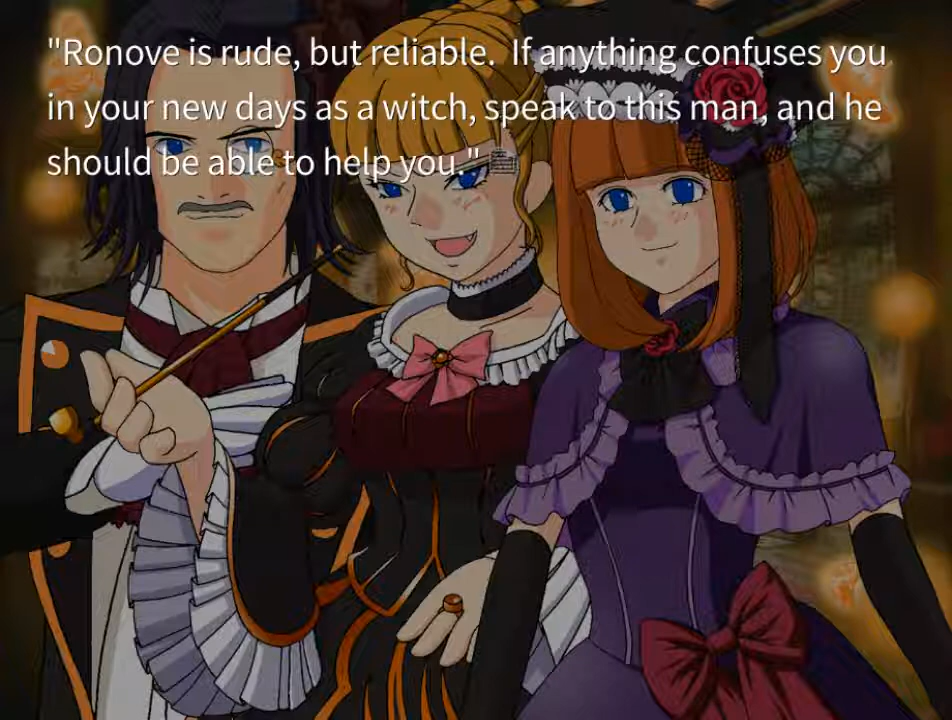 "Ronove is rude, but reliable.  If anything confuses you
in your new days as a witch, speak to this man, and he
should be able to help you."